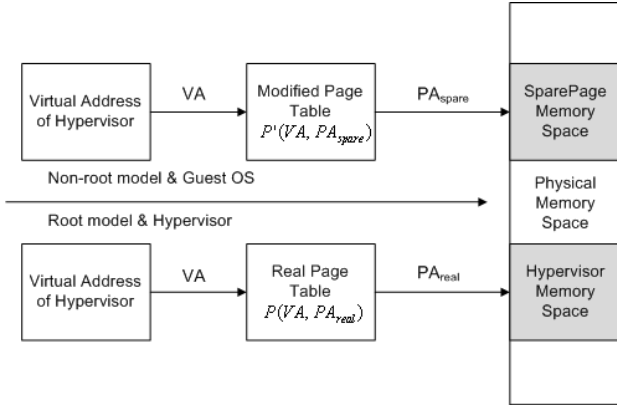 Virtual Address
of Hypervisor
VA
Modified Page
Table
P'(VA, PAspare)
PAspare
SparePage
Memory
Space
Non-root model & Guest OS
Physical
Memory
Space
Root model & Hypervisor
Virtual Address
of Hypervisor
VA
Real Page
Table
P(VA, PAreal)
PAreal
Hypervisor
Memory
Space